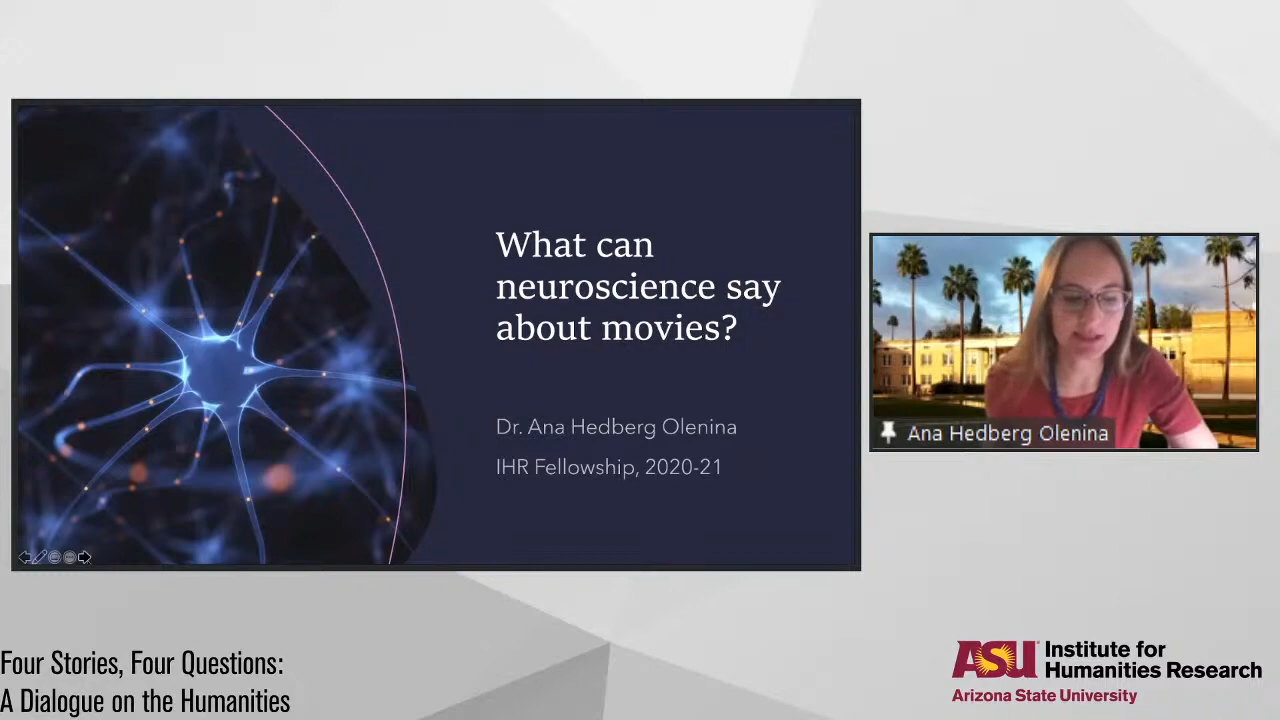 What can
neuroscience say
about movies?
Dr. Ana Hedberg Olenina
IHR Fellowship, 2020-21
Ana Hedberg Olenina
Four Stories, Four Questions:
A Dialogue on the Humanities
ASU Institute for
Humanities Research
Arizona State University